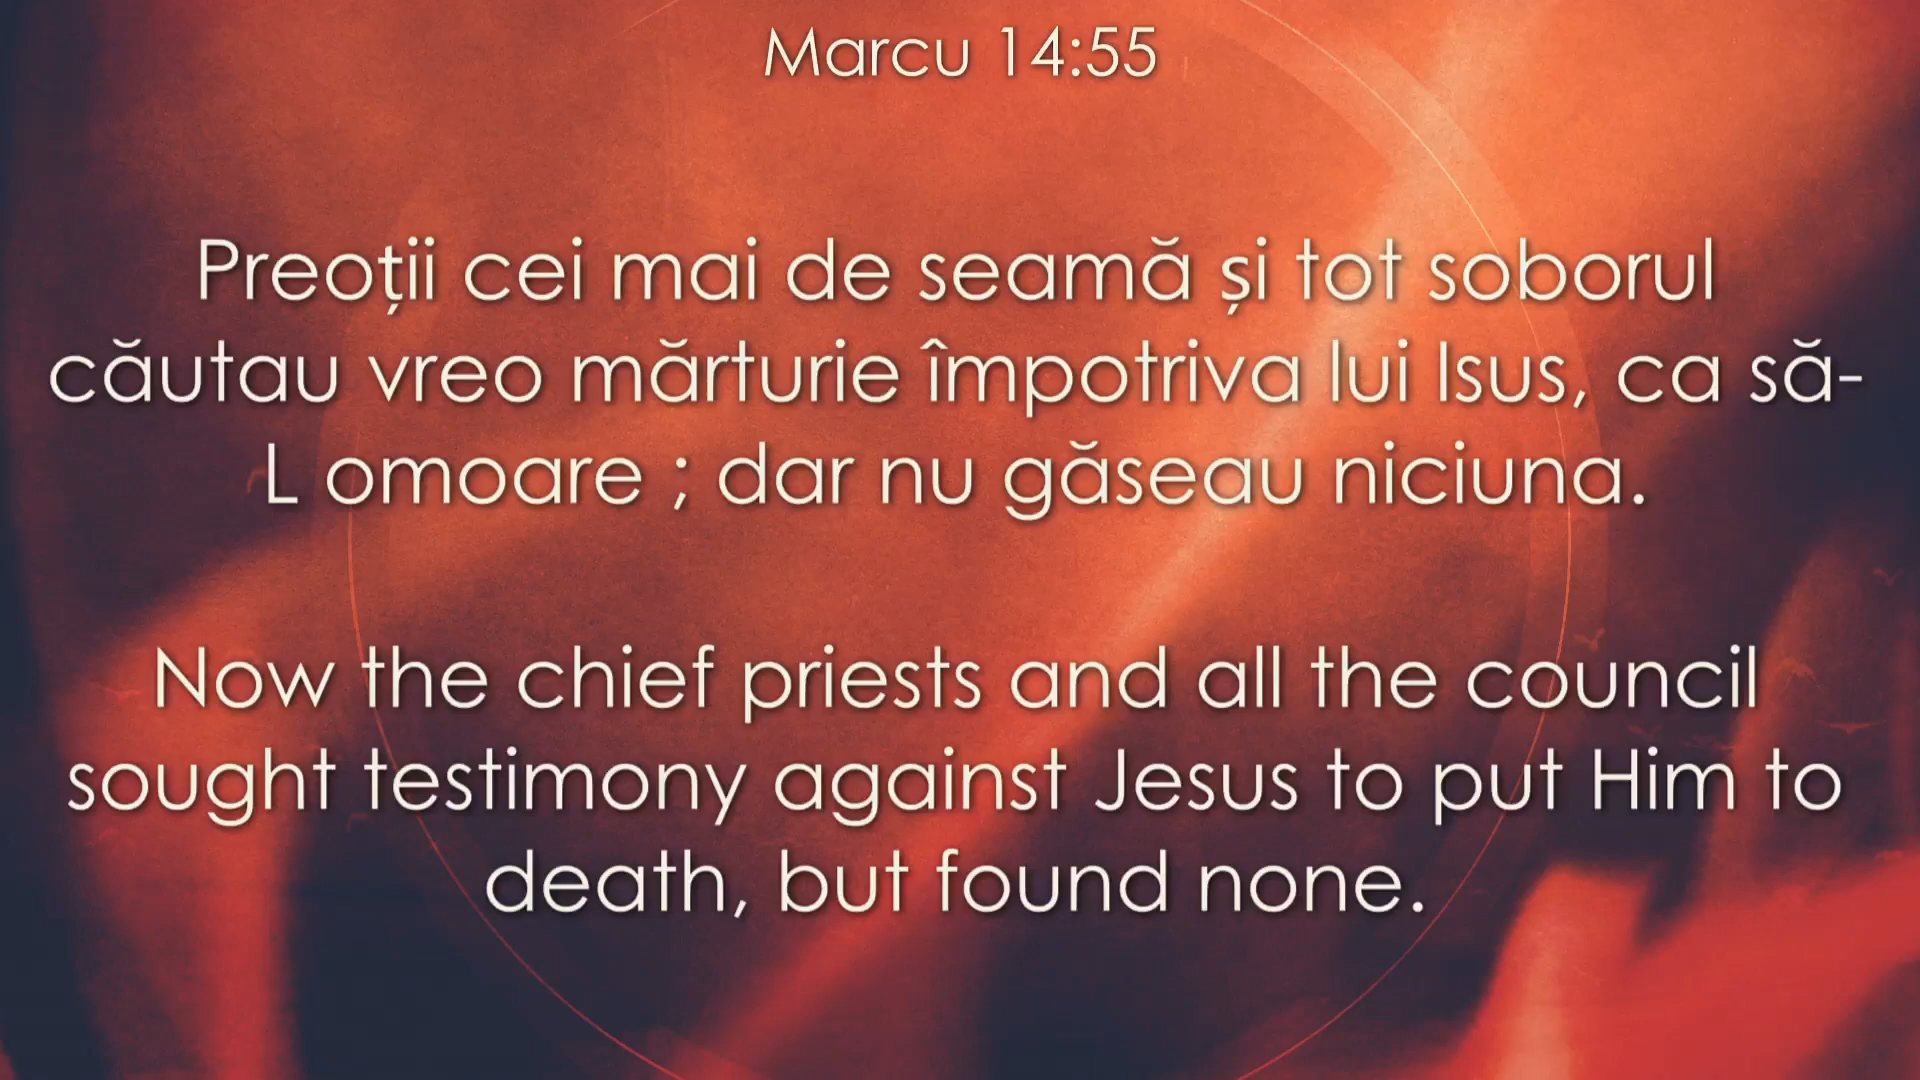 Marcu 14:55
Preoții cei mai de seamă și tot soborul
căutau vreo mărturie împotriva lui Isus, ca să-
L omoare ; dar nu găseau niciuna.
Now the chief priests and all the council
sought testimony against Jesus to put Him to
death, but found none.